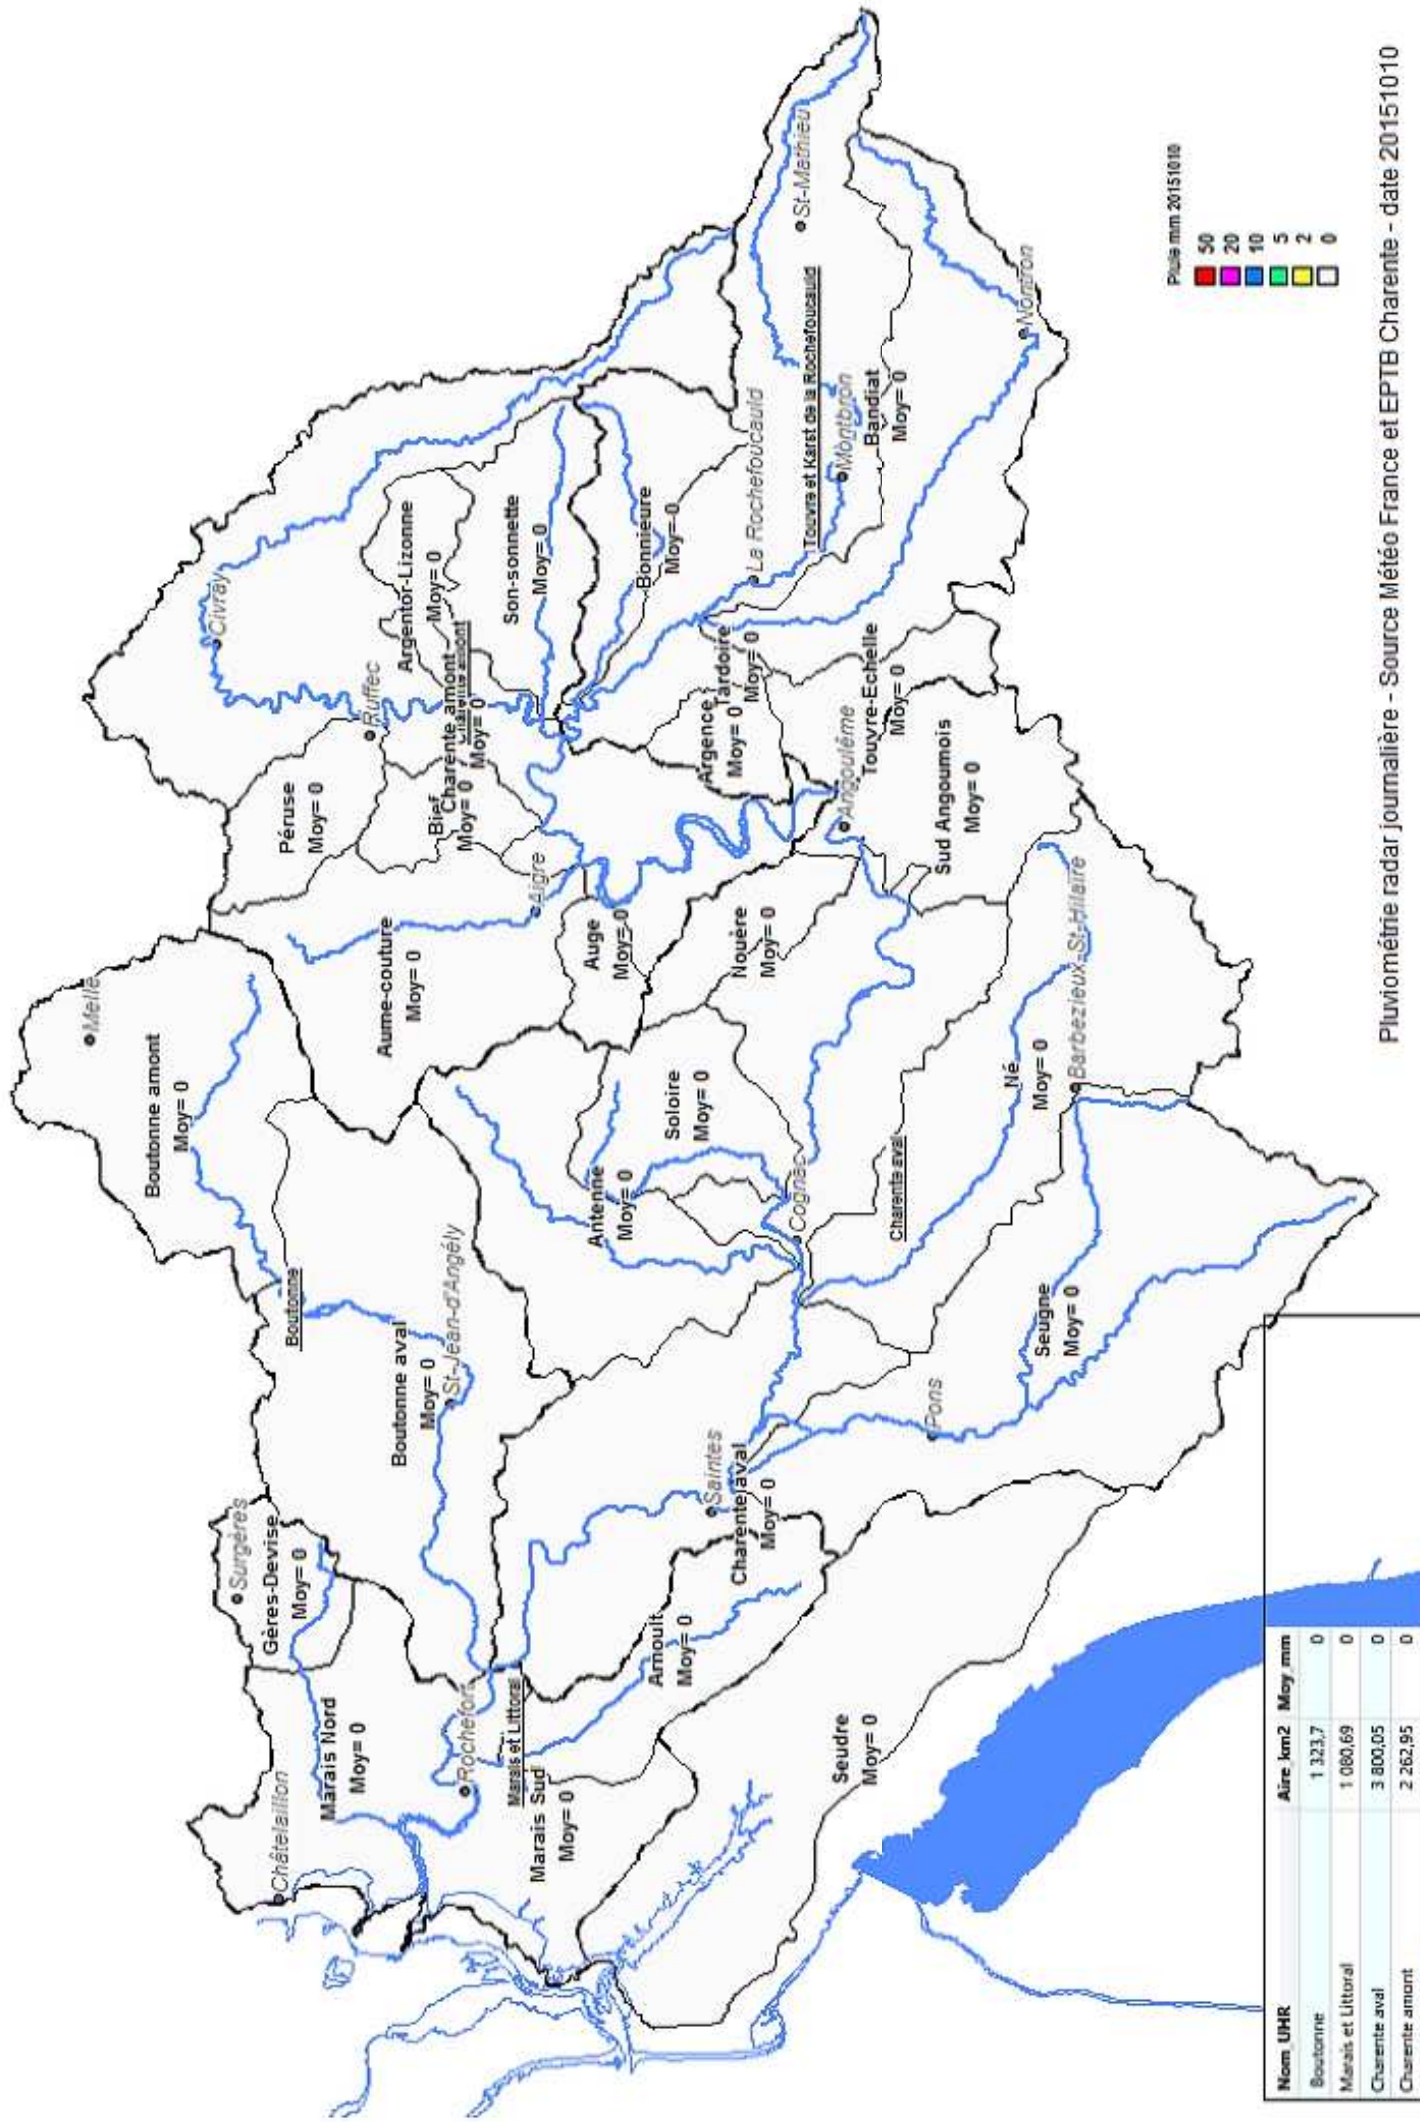 Melle
Boutonne amont
Moy= 0
Civray
Surgères
Gères-Devise
Moy= 0
Châtelaillon
Marais Nord
Moy= 0
Boutonne
Péruse
Moy= 0
Ruffec
Argentor-Lizonne
Moy= 0
Boutonne aval
Moy= 0
St-Jean-d'Angély
Aume-couture
Moy= 0
Bief
Moy= 0
Charente amont
Charente amont
Moy= 0
Rochefort
Marais et Littoral
Marais Sud
Moy= 0
Aigre
Son-sonnette
Moy= 0
Antenne
Moy= 0
Auge
Moy= 0
Bonnieure
Moy= 0
Arnoult
Moy= 0
Soloire
Moy= 0
Saintes
Charente aval
Moy= 0
Nouère
Moy= 0
Argence
Moy= 0
Tardoire
Moy= 0
La Rochefoucauld
St-Mathieu
Cognac
Touvre et Karst de la Rochefoucauld
Montbron
Angoulême
Touvre-Echelle
Moy= 0
Bandiat
Moy= 0
Seudre
Moy= 0
Charente aval
Pons
Sud Angoumois
Moy= 0
Né
Moy= 0
Nontron
Seugne
Moy= 0
Barbezieux-St-Hilaire
Pluie mm 20151010
50
20
10
5
2
0
Nom_UHR Aire_km2 Moy_mm
Boutonne 1 323,7 0
Marais et Littoral 1 080,69 0
Charente aval 3 800,05 0
Charente amont 2 262,95 0
Pluviométrie radar journalière - Source Météo France et EPTB Charente - date 20151010